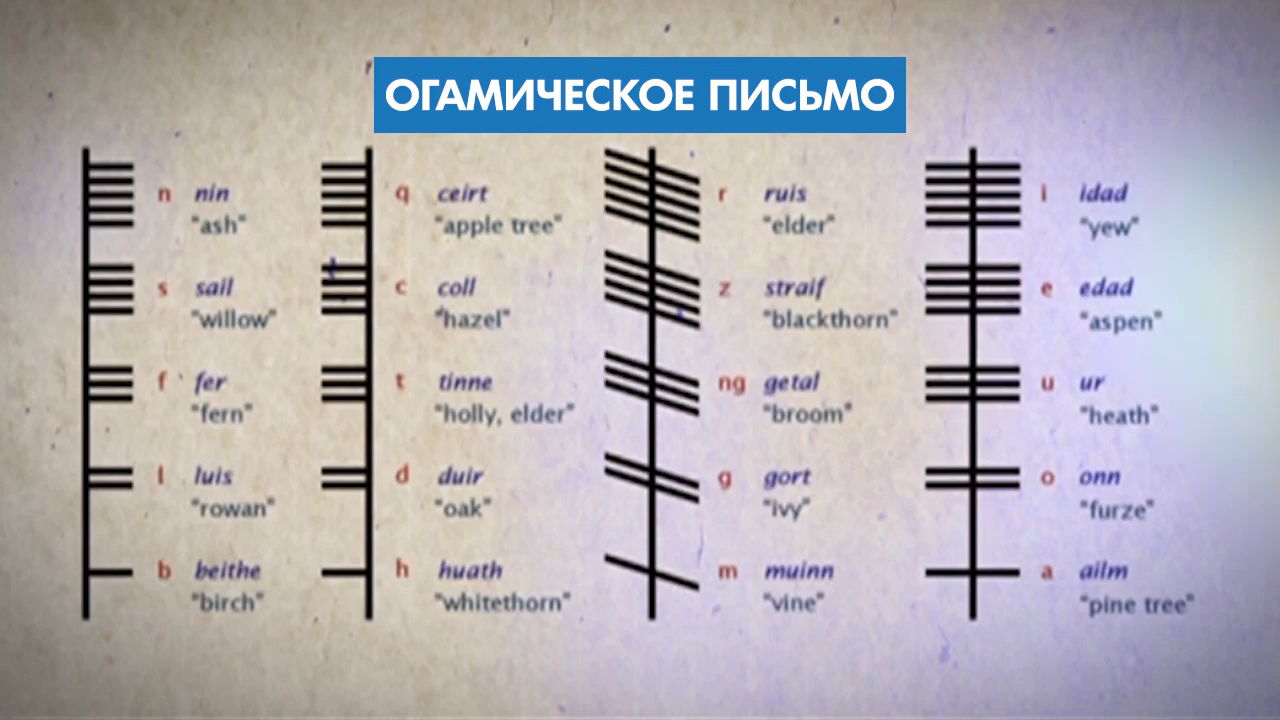 ОГАМИЧЕСКОЕ ПИСЬМО
n nin
"ash"
s sail
"willow"
f fer
"fern"
l luis
"rowan"
b beithe
"birch"
q ceirt
"apple tree"
c coll
"hazel"
t tinne
"holly, elder"
d duir
"oak"
h huath
"whitethorn"
r ruis
"elder"
z straif
"blackthorn"
ng getal
"broom"
g gort
"ivy"
m muinn
"vine"
i idad
"yew"
e edad
"aspen"
u ur
"heath"
o onn
"furze"
a ailm
"pine tree"